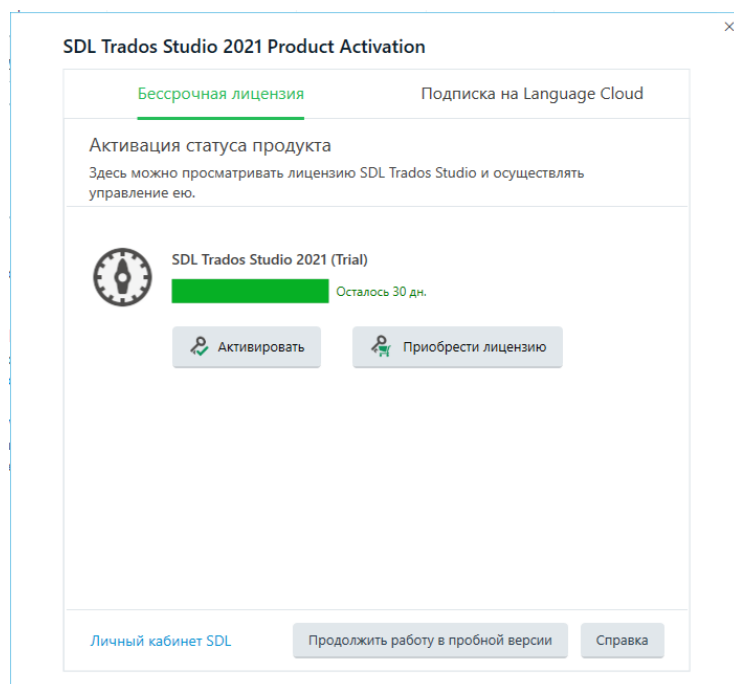 SDL Trados Studio 2021 Product Activation
Бессрочная лицензия
Подписка на Language Cloud
Активация статуса продукта
Здесь можно просматривать лицензию SDL Trados Studio и осуществлять
управление ею.
SDL Trados Studio 2021 (Trial)
Осталось 30 дн.
Активировать
Приобрести лицензию
Личный кабинет SDL
Продолжить работу в пробной версии
Справка